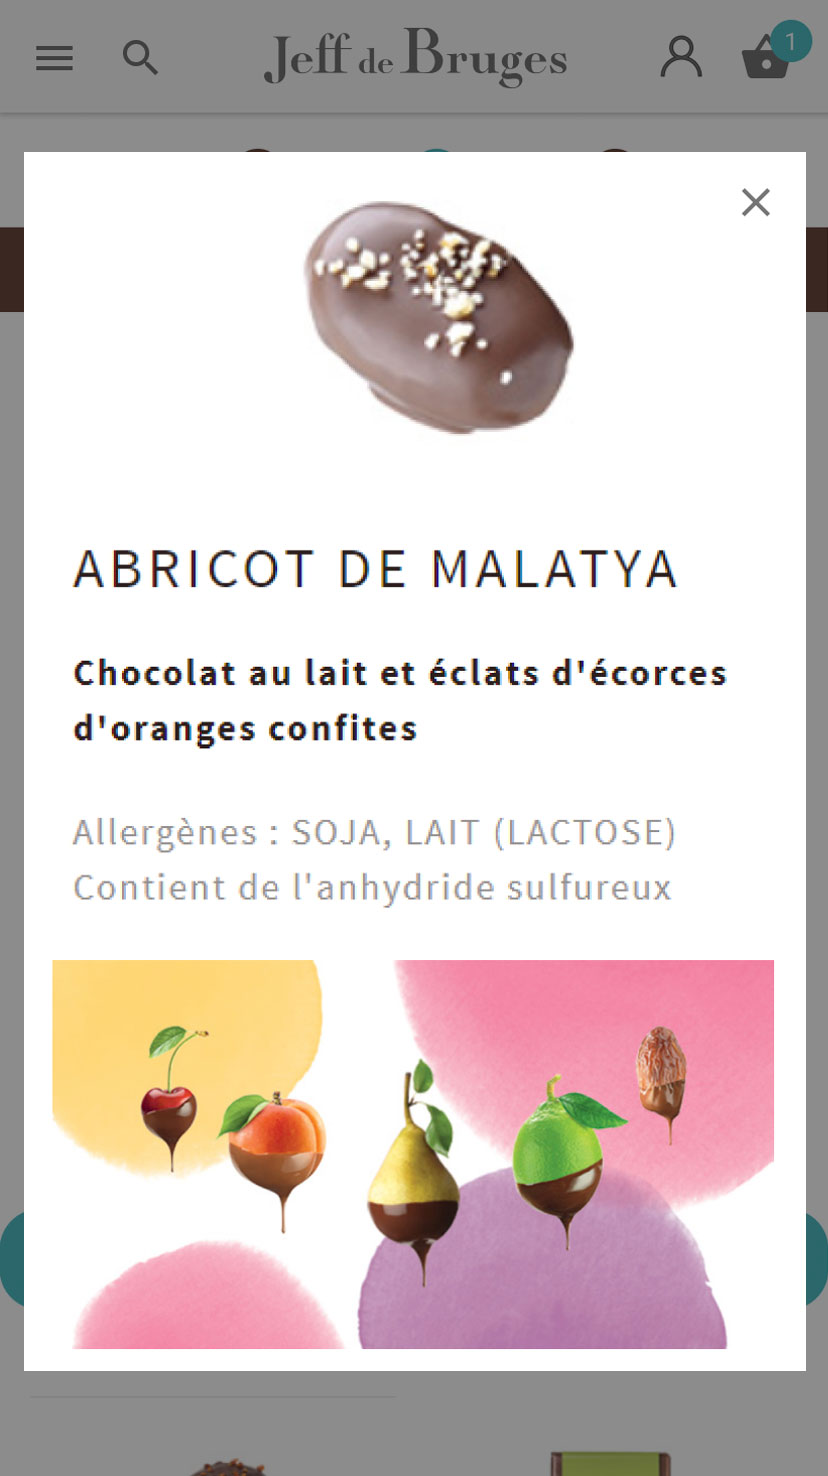 Jeff de Bruges
1
ABRICOT DE MALATYA
Chocolat au lait et éclats d'écorces
d'oranges confites
Allergènes : SOJA, LAIT (LACTOSE)
Contient de l'anhydride sulfureux